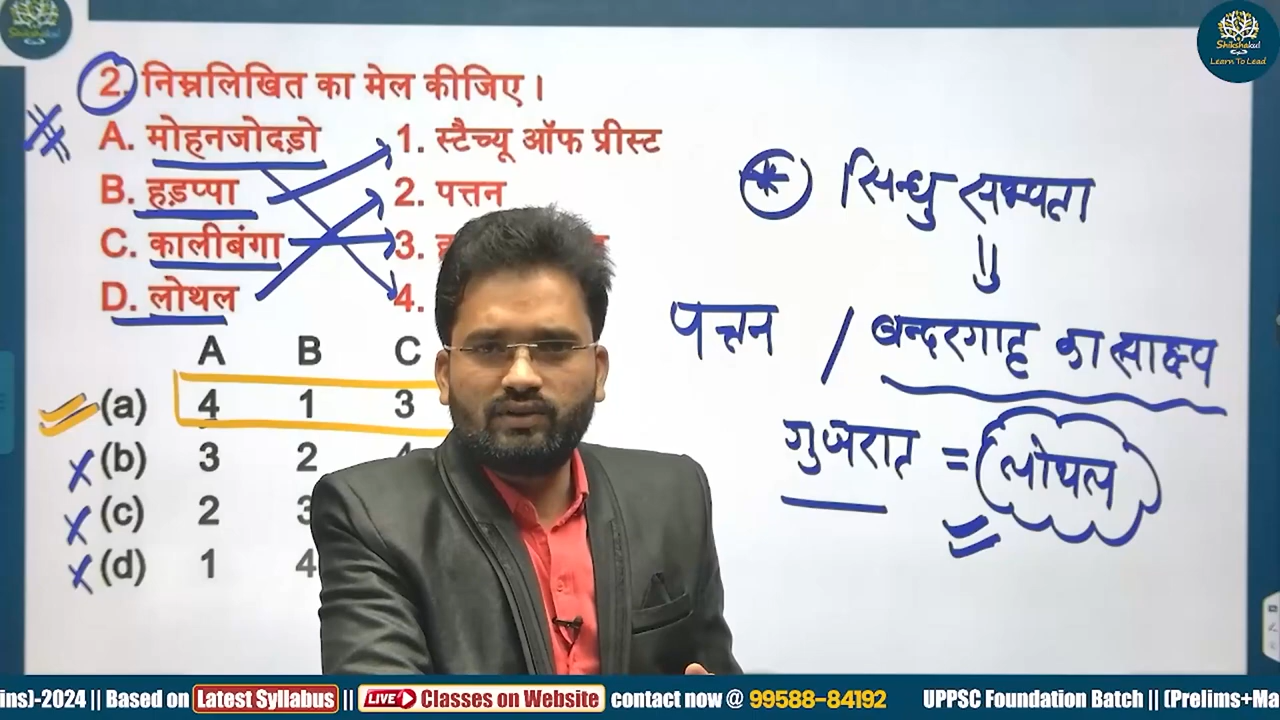 Shikshakul
Shikshakul
Learn To Lead
2. निम्नलिखित का मेल कीजिए।
A. मोहनजोदड़ो 1. स्टैच्यू ऑफ प्रीस्ट
B. हड़प्पा 2. पत्तन
C. कालीबंगा 3.
D. लोथल 4.
A B C
(a) 4 1 3
(b) 3 2 4
(c) 2 3
(d) 1 4
सिन्धु सभ्यता
पत्तन / बन्दरगाह का साक्ष्य
गुजरात = लोथल
ins)-2024 || Based on Latest Syllabus || LIVE Classes on Website contact now @ 99588-84192 UPPSC Foundation Batch || (Prelims+Ma